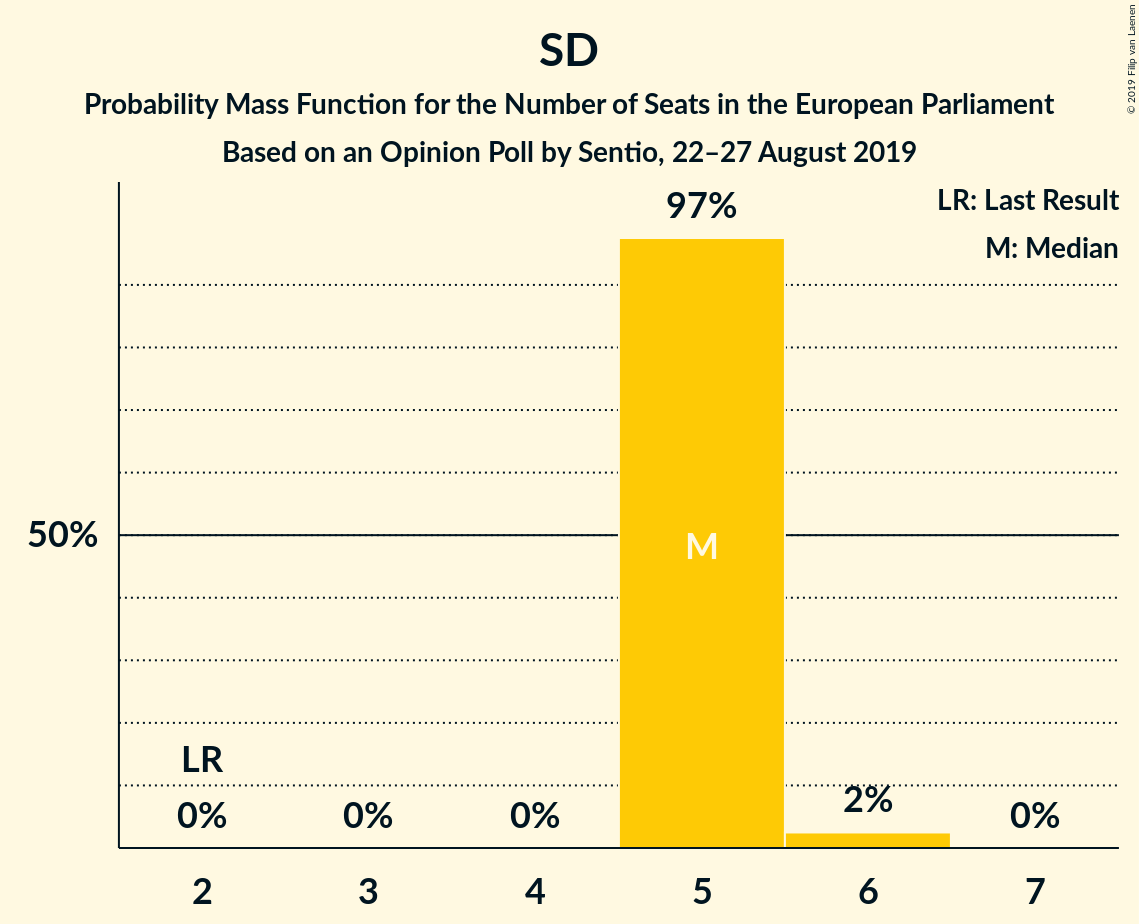 SD
Probability Mass Function for the Number of Seats in the European Parliament
Based on an Opinion Poll by Sentio, 22–27 August 2019
© 2019 Filip van Laenen
LR: Last Result
M: Median
97%
50%
M
LR
0% 0% 0% 2% 0%
2 3 4 5 6 7